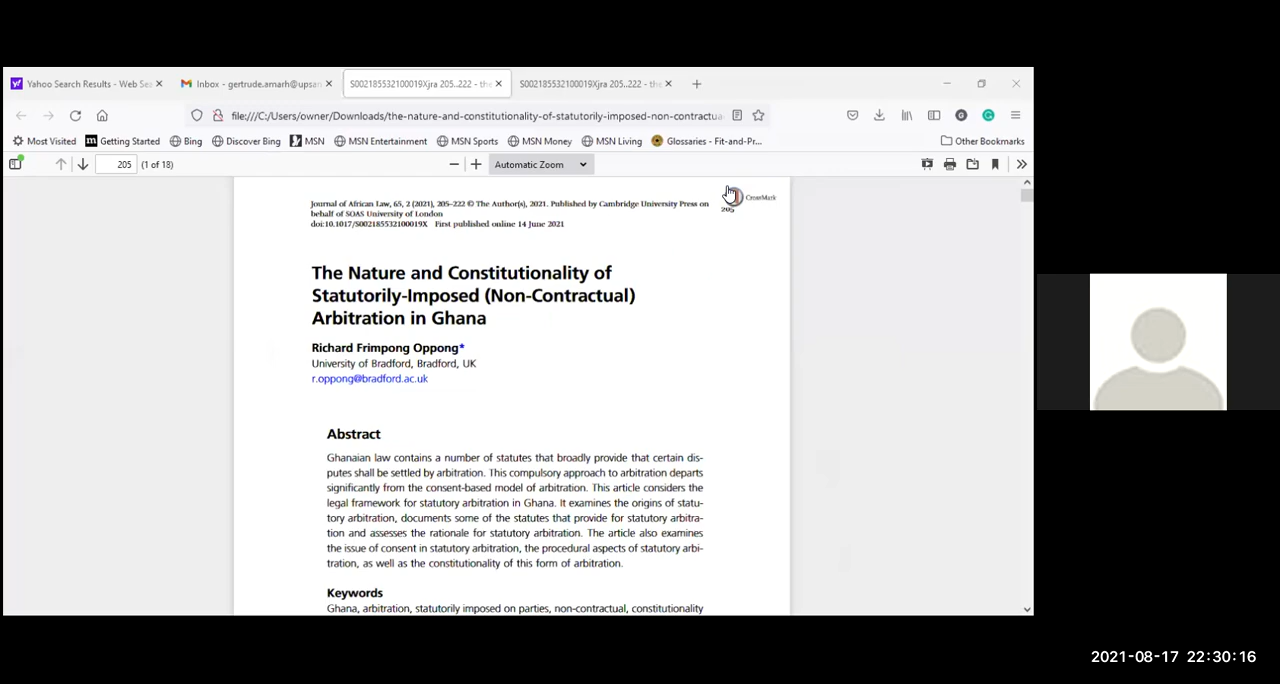 Yahoo Search Results - Web Sea
Inbox - gertrude.amarh@upsan
S002185532100019Xjra 205..222 - the
S002185532100019Xjra 205..222 - the
file:///C:/Users/owner/Downloads/the-nature-and-constitutionality-of-statutorily-imposed-non-contractua
Most Visited
Getting Started
Bing
Discover Bing
MSN
MSN Entertainment
MSN Sports
MSN Money
MSN Living
Glossaries - Fit-and-Pr...
Other Bookmarks
205 (1 of 18)
Automatic Zoom
Journal of African Law, 65, 2 (2021), 205–222 © The Author(s), 2021. Published by Cambridge University Press on
behalf of SOAS University of London
doi:10.1017/S002185532100019X First published online 14 June 2021
CrossMark
205
The Nature and Constitutionality of
Statutorily-Imposed (Non-Contractual)
Arbitration in Ghana
Richard Frimpong Oppong*
University of Bradford, Bradford, UK
r.oppong@bradford.ac.uk
Abstract
Ghanaian law contains a number of statutes that broadly provide that certain dis-
putes shall be settled by arbitration. This compulsory approach to arbitration departs
significantly from the consent-based model of arbitration. This article considers the
legal framework for statutory arbitration in Ghana. It examines the origins of statu-
tory arbitration, documents some of the statutes that provide for statutory arbitra-
tion and assesses the rationale for statutory arbitration. The article also examines
the issue of consent in statutory arbitration, the procedural aspects of statutory arbi-
tration, as well as the constitutionality of this form of arbitration.
Keywords
Ghana, arbitration, statutorily imposed on parties, non-contractual, constitutionality
2021-08-17 22:30:16